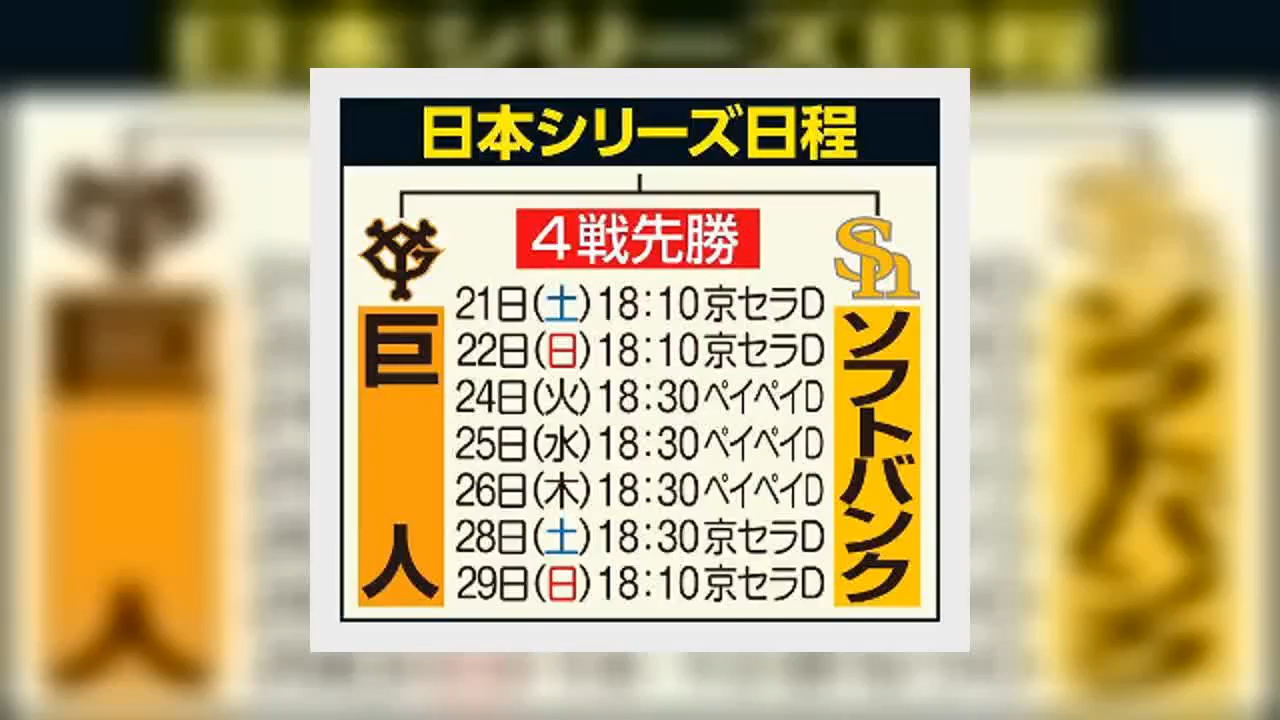 日本シリーズ日程
4戦先勝
巨人
21日(土)18:10京セラD
22日(日)18:10京セラD
24日(火)18:30ペイペイD
25日(水)18:30ペイペイD
26日(木)18:30ペイペイD
28日(土)18:30京セラD
29日(日)18:10京セラD
ソフトバンク